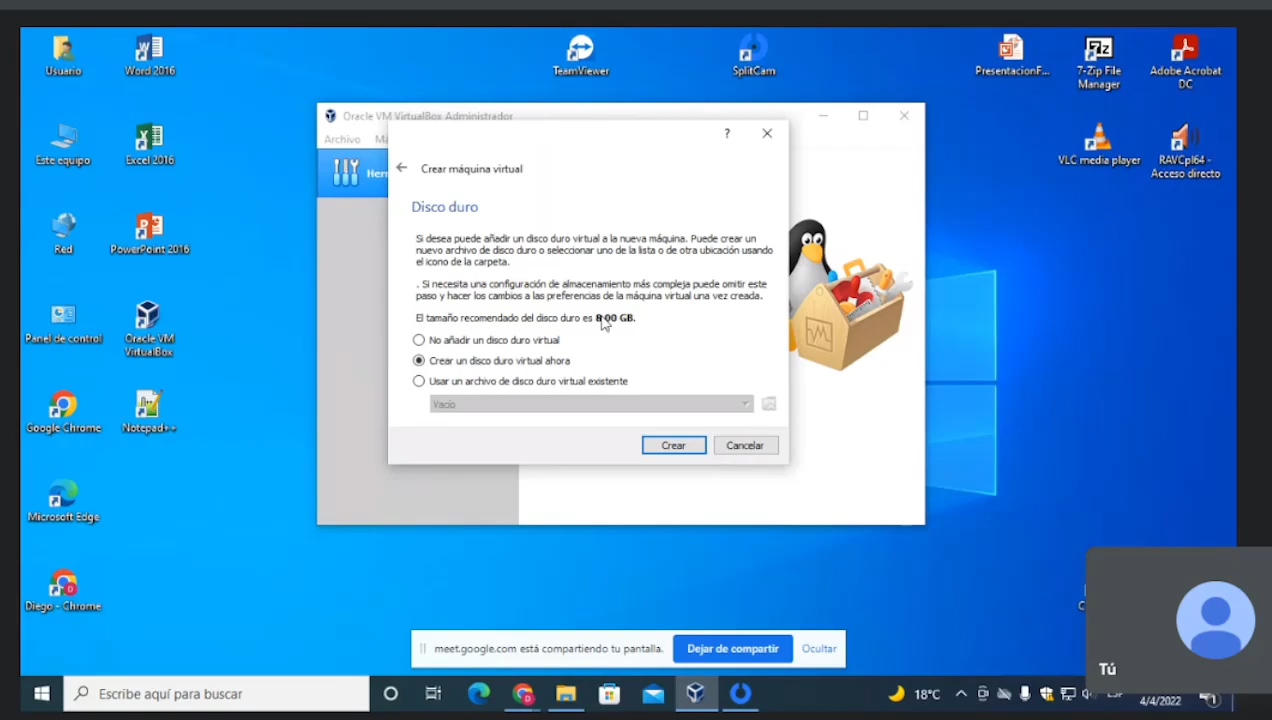 Usuario
Word 2016
TeamViewer
SplitCam
PresentacionF...
7-Zip File
Manager
Adobe Acrobat
DC
Este equipo
Excel 2016
VLC media player
RAVCpl64 -
Acceso directo
Red
PowerPoint 2016
Panel de control
Oracle VM
VirtualBox
Google Chrome
Notepad++
Microsoft Edge
Diego - Chrome
Oracle VM VirtualBox Administrador
Archivo
Herr
?
Crear máquina virtual
Disco duro
Si desea puede añadir un disco duro virtual a la nueva máquina. Puede crear un
nuevo archivo de disco duro o seleccionar uno de la lista o de otra ubicación usando
el icono de la carpeta.
. Si necesita una configuración de almacenamiento más compleja puede omitir este
paso y hacer los cambios a las preferencias de la máquina virtual una vez creada.
El tamaño recomendado del disco duro es 8,00 GB.
No añadir un disco duro virtual
Crear un disco duro virtual ahora
Usar un archivo de disco duro virtual existente
Vacío
Crear
Cancelar
meet.google.com está compartiendo tu pantalla.
Dejar de compartir
Ocultar
Tú
Escribe aquí para buscar
18°C
4/4/2022
1